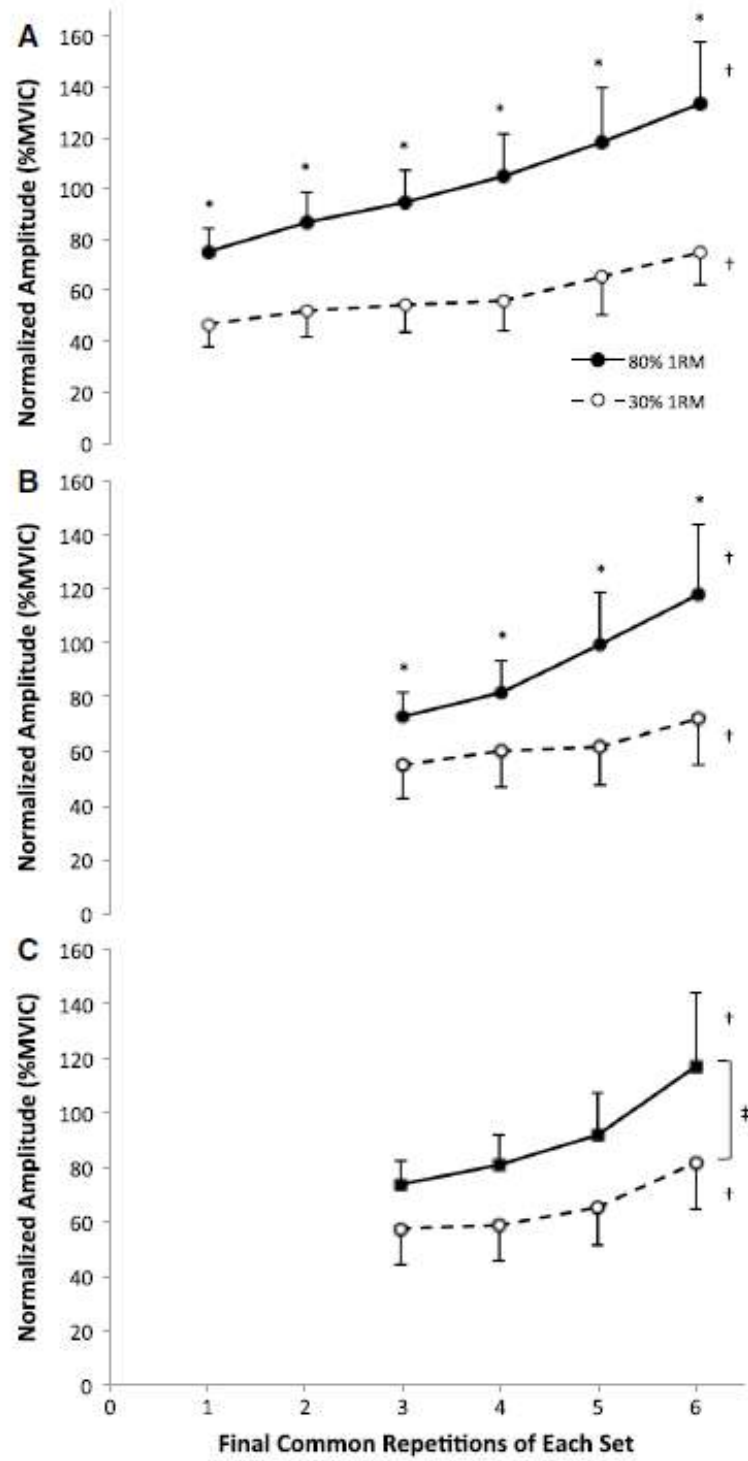 A
Normalized Amplitude (%MVIC)
160
140
120
100
80
60
40
20
0
* * * * * *
†
†
80% 1RM
30% 1RM
B
Normalized Amplitude (%MVIC)
160
140
120
100
80
60
40
20
0
* * * *
†
†
C
Normalized Amplitude (%MVIC)
160
140
120
100
80
60
40
20
0
†
‡
†
0 1 2 3 4 5 6
Final Common Repetitions of Each Set